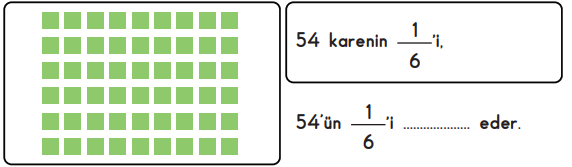 54 karenin 1/6'i,
54'ün 1/6'i .................... eder.